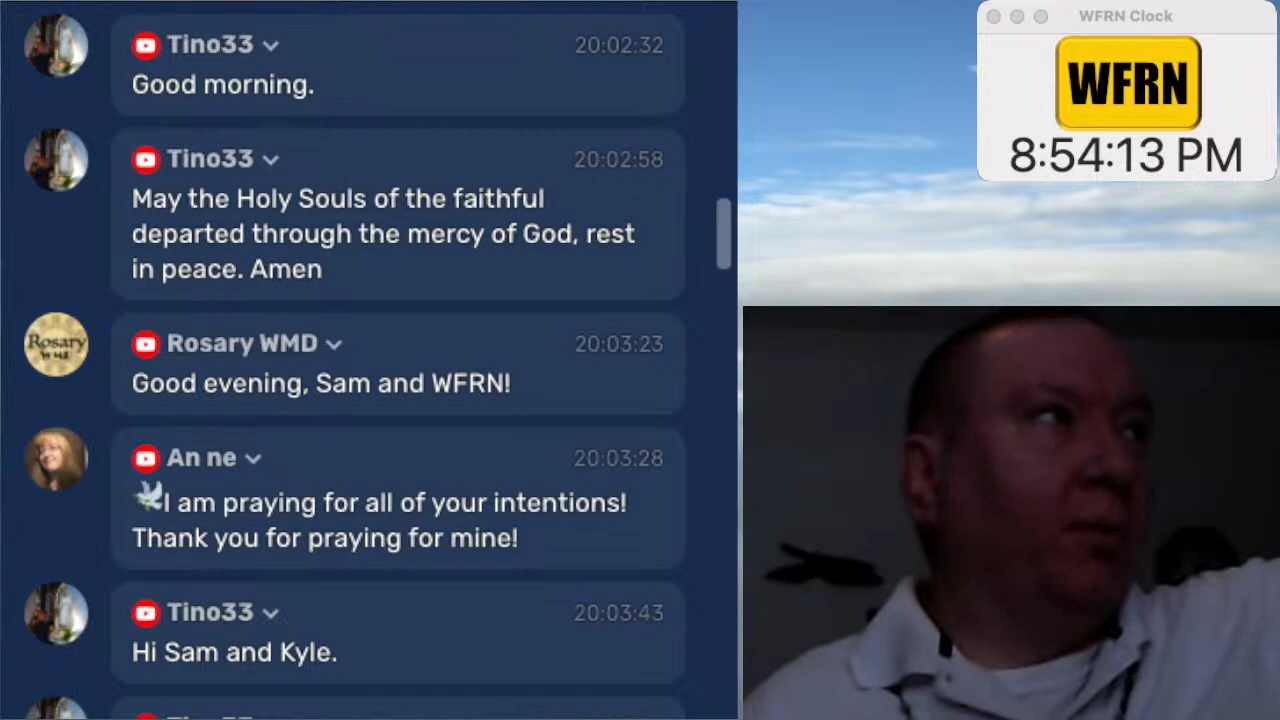 Tino33 20:02:32
Good morning.
Tino33 20:02:58
May the Holy Souls of the faithful
departed through the mercy of God, rest
in peace. Amen
Rosary WMD 20:03:23
Good evening, Sam and WFRN!
An ne 20:03:28
🕊I am praying for all of your intentions!
Thank you for praying for mine!
Tino33 20:03:43
Hi Sam and Kyle.
WFRN Clock
WFRN
8:54:13 PM
Rosary
WMD